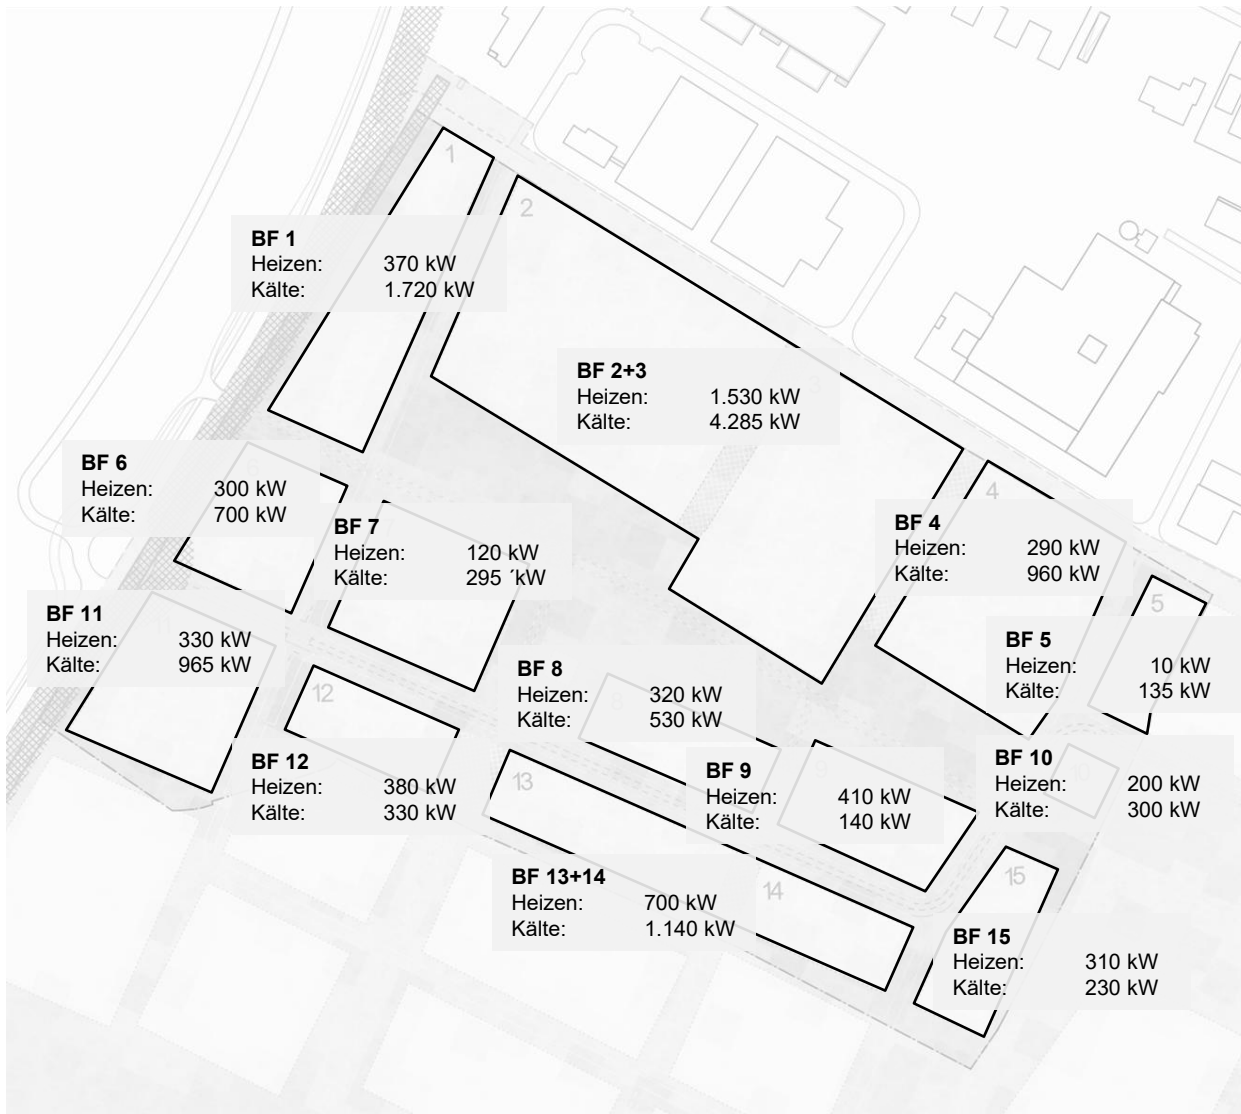 1
2
BF 1
Heizen: 370 kW
Kälte: 1.720 kW
BF 2+3
Heizen: 1.530 kW
Kälte: 4.285 kW
3
BF 6
Heizen: 300 kW
Kälte: 700 kW
6
BF 7
Heizen: 120 kW
Kälte: 295 ´kW
4
BF 4
Heizen: 290 kW
Kälte: 960 kW
BF 11
Heizen: 330 kW
Kälte: 965 kW
11
5
BF 5
Heizen: 10 kW
Kälte: 135 kW
BF 8
Heizen: 320 kW
Kälte: 530 kW
8
12
BF 12
Heizen: 380 kW
Kälte: 330 kW
13
BF 9
Heizen: 410 kW
Kälte: 140 kW
9
BF 10
Heizen: 200 kW
Kälte: 300 kW
10
BF 13+14
Heizen: 700 kW
Kälte: 1.140 kW
14
15
BF 15
Heizen: 310 kW
Kälte: 230 kW